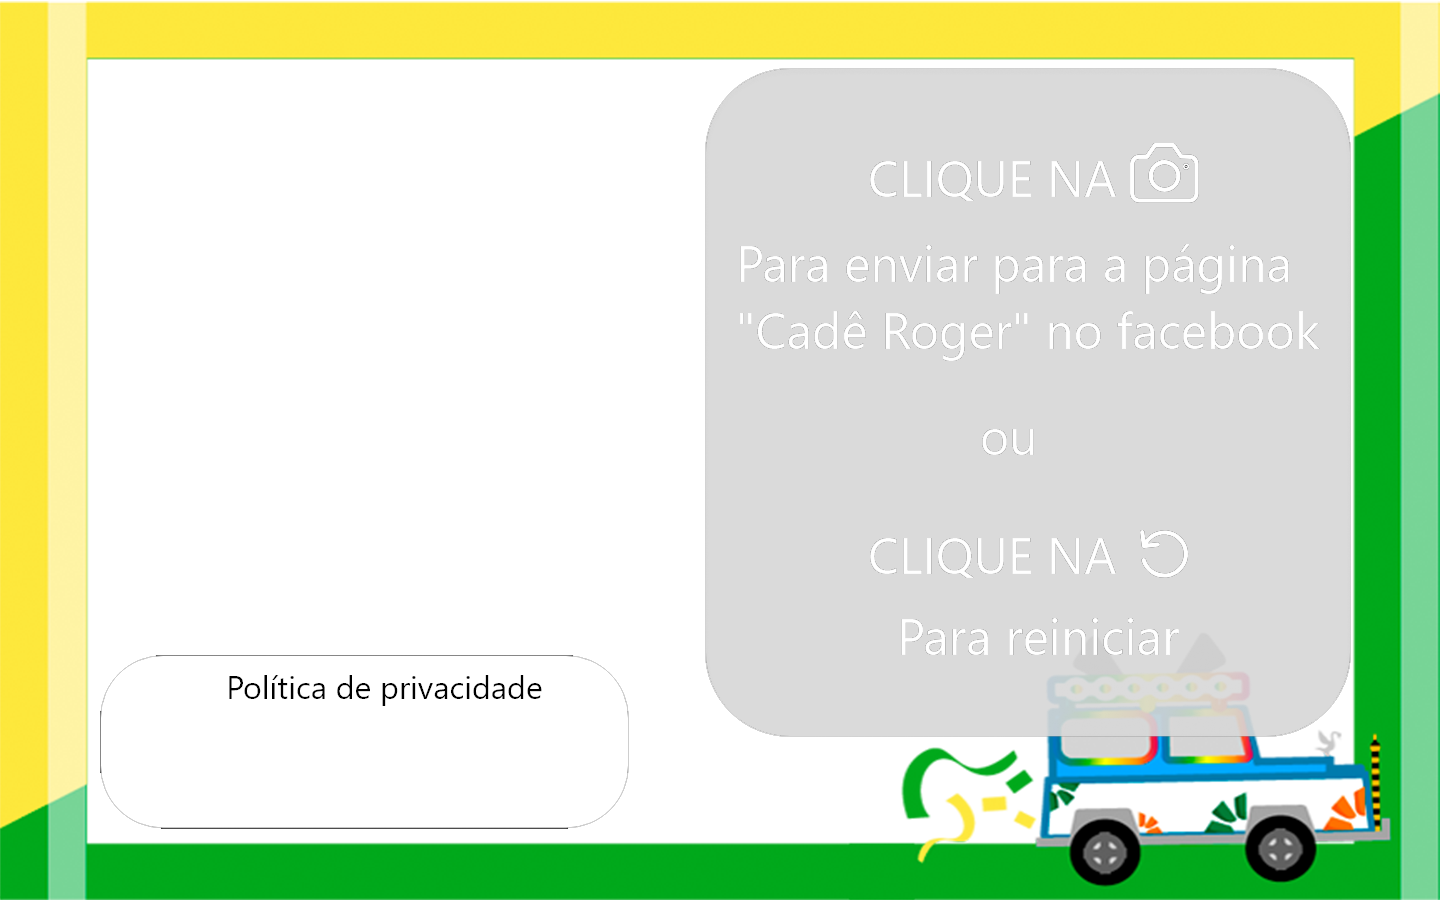 CLIQUE NA
Para enviar para a página
"Cadê Roger" no facebook
ou
CLIQUE NA
Para reiniciar
Política de privacidade